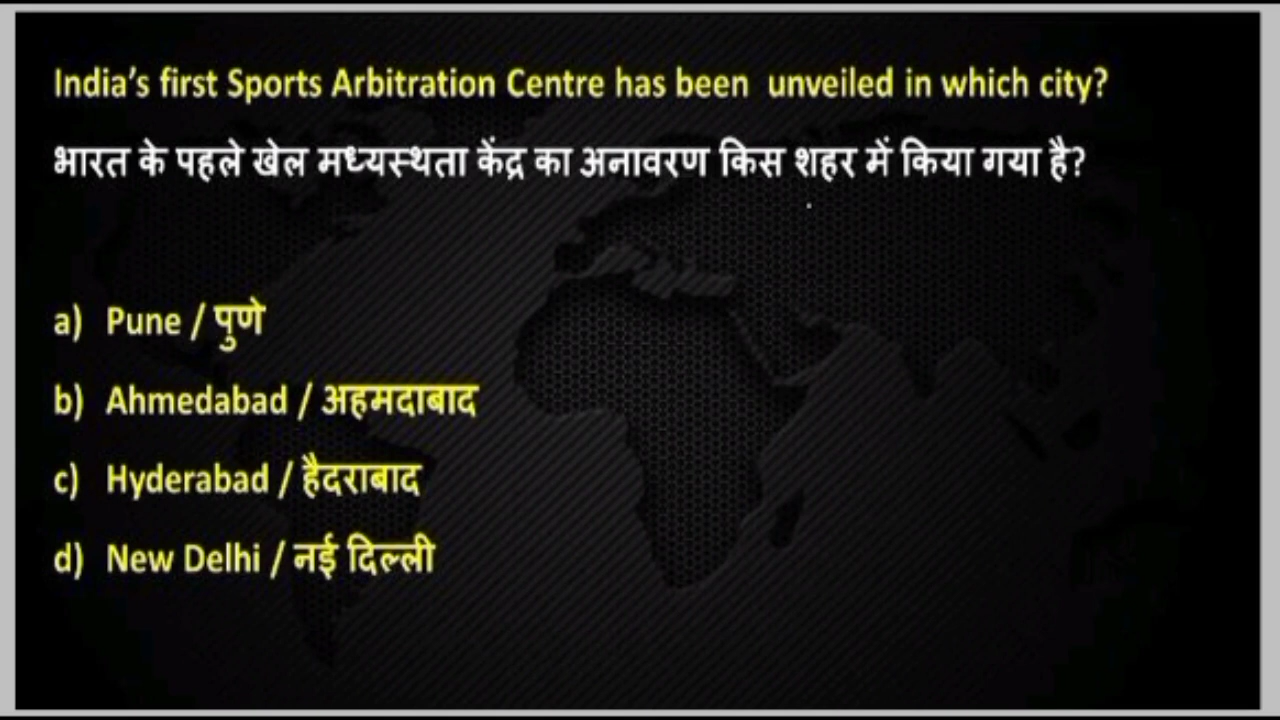 India’s first Sports Arbitration Centre has been unveiled in which city?
भारत के पहले खेल मध्यस्थता केंद्र का अनावरण किस शहर में किया गया है?
a) Pune / पुणे
b) Ahmedabad / अहमदाबाद
c) Hyderabad / हैदराबाद
d) New Delhi / नई दिल्ली